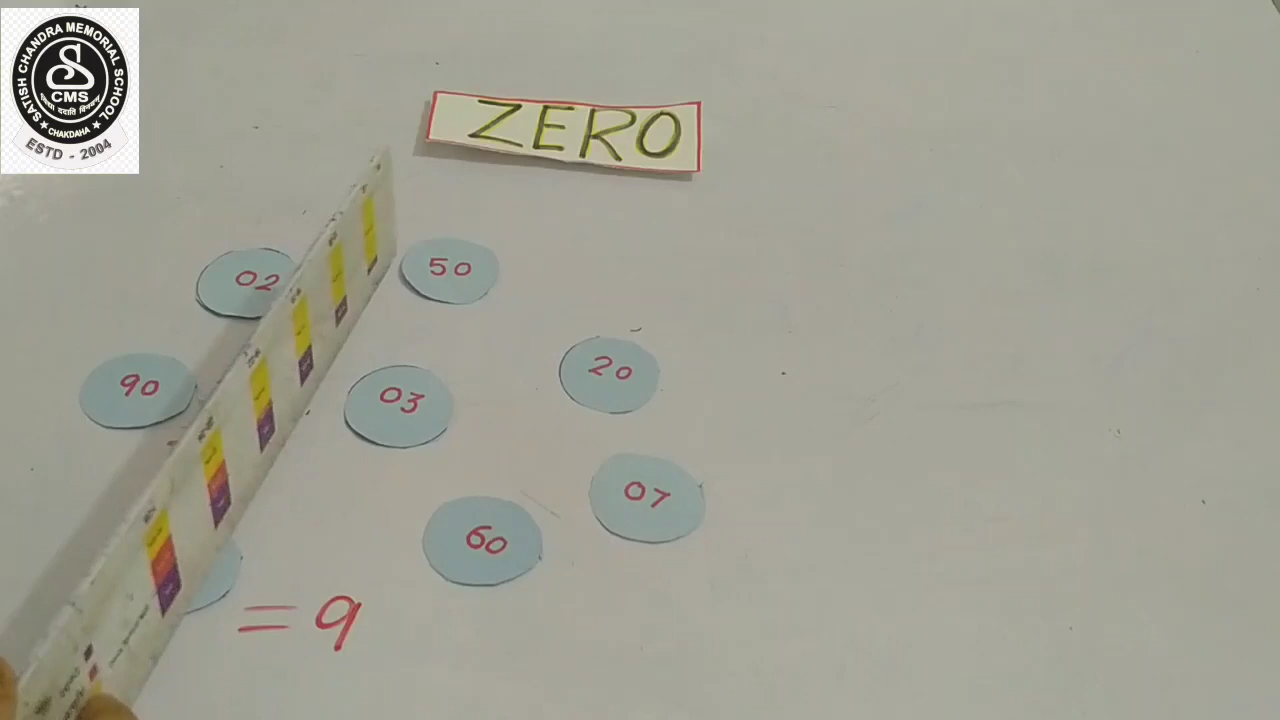 SATISH CHANDRA MEMORIAL SCHOOL
S
CMS
CHAKDAHA
ESTD - 2004
ZERO
02
50
90
03
20
07
60
= 9